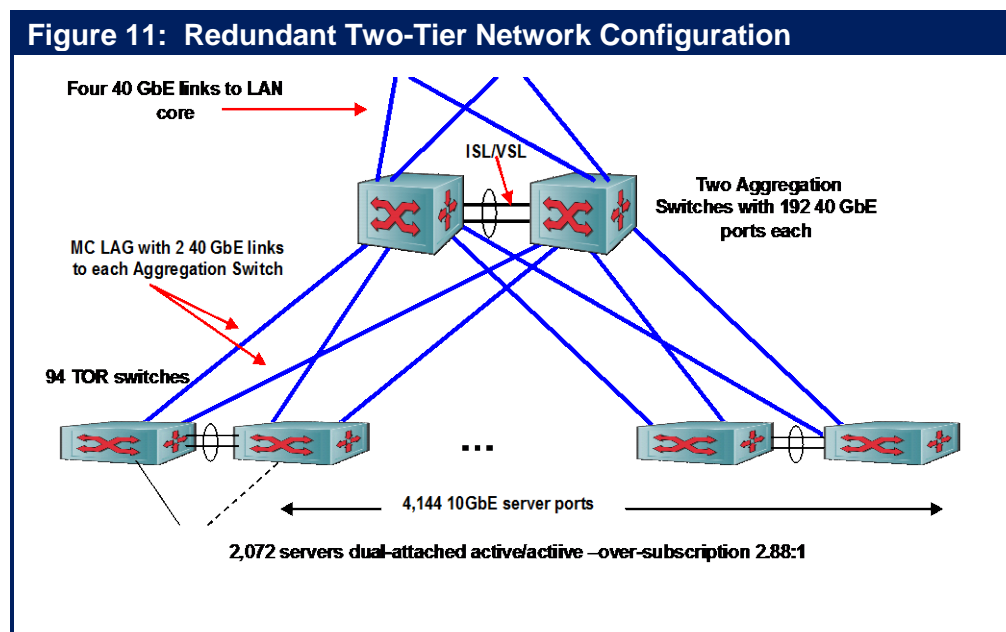 Figure 11: Redundant Two-Tier Network Configuration
Four 40 GbE links to LAN
core
ISL/VSL
Two Aggregation
Switches with 192 40 GbE
ports each
MC LAG with 2 40 GbE links
to each Aggregation Switch
94 TOR switches
...
4,144 10GbE server ports
2,072 servers dual-attached active/actiive –over-subscription 2.88:1